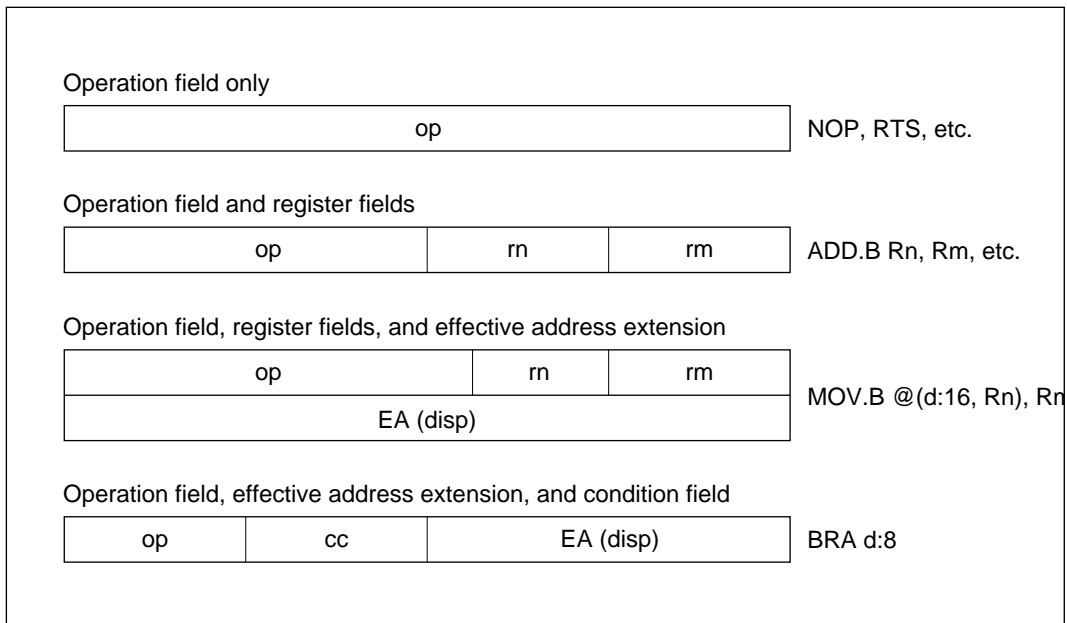 Operation field only
op NOP, RTS, etc.
Operation field and register fields
op rn rm ADD.B Rn, Rm, etc.
Operation field, register fields, and effective address extension
op rn rm
MOV.B @(d:16, Rn), Rm
EA (disp)
Operation field, effective address extension, and condition field
op cc EA (disp) BRA d:8